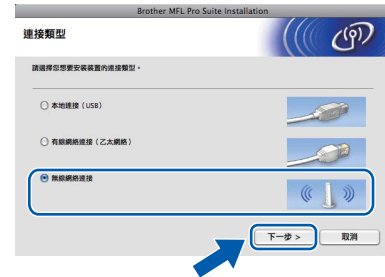 Brother MFL Pro Suite Installation
連接類型
請選擇您想要安裝裝置的連接類型。
本地連接（USB）
有線網絡連接（乙太網絡）
無線網絡連接
下一步 >
取消